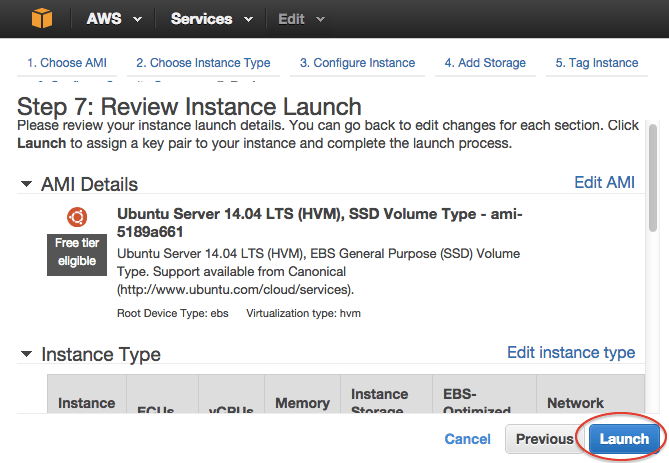 AWS Services Edit
1. Choose AMI 2. Choose Instance Type 3. Configure Instance 4. Add Storage 5. Tag Instance
Step 7: Review Instance Launch
Please review your instance launch details. You can go back to edit changes for each section. Click
Launch to assign a key pair to your instance and complete the launch process.
AMI Details Edit AMI
Ubuntu Server 14.04 LTS (HVM), SSD Volume Type - ami-
5189a661
Free tier
eligible
Ubuntu Server 14.04 LTS (HVM), EBS General Purpose (SSD) Volume
Type. Support available from Canonical
(http://www.ubuntu.com/cloud/services).
Root Device Type: ebs Virtualization type: hvm
Instance Type Edit instance type
Instance ECUs vCPUs Memory Instance Storage EBS-Optimized Network
Cancel Previous Launch